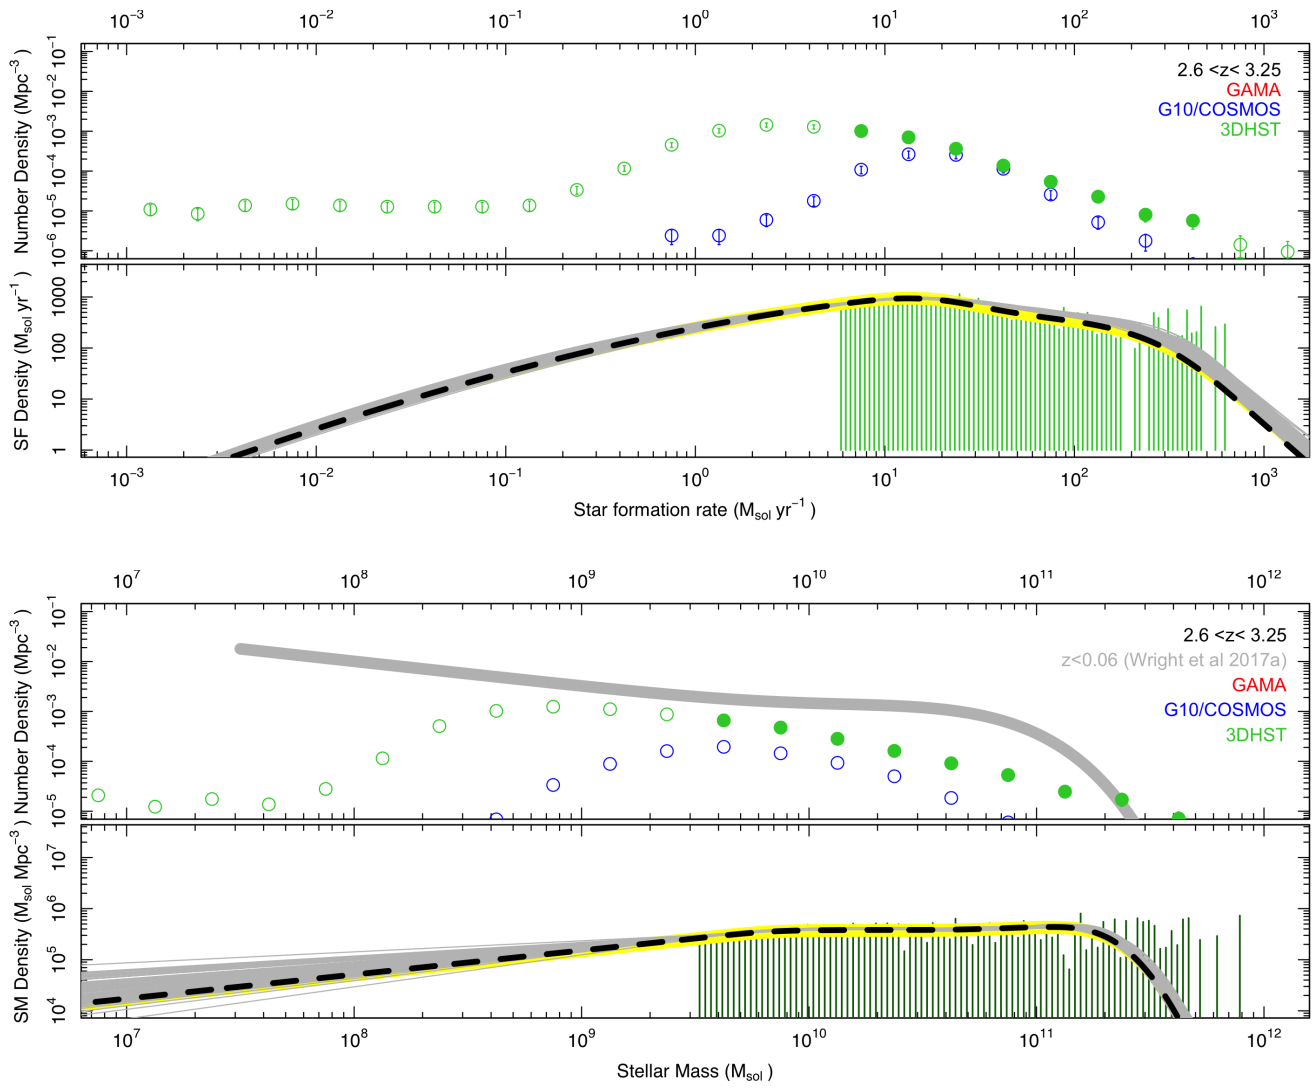 10⁻³ 10⁻² 10⁻¹ 10⁰ 10¹ 10² 10³
Number Density (Mpc⁻³)
10⁻¹
10⁻²
10⁻³
10⁻⁴
10⁻⁵
10⁻⁶
2.6 <z< 3.25
GAMA
G10/COSMOS
3DHST
SF Density (Mₛₒₗ yr⁻¹)
1000
100
10
1
10⁻³ 10⁻² 10⁻¹ 10⁰ 10¹ 10² 10³
Star formation rate (Mₛₒₗ yr⁻¹ )
10⁷ 10⁸ 10⁹ 10¹⁰ 10¹¹ 10¹²
Number Density (Mpc⁻³ )
10⁻¹
10⁻²
10⁻³
10⁻⁴
10⁻⁵
2.6 <z< 3.25
z<0.06 (Wright et al 2017a)
GAMA
G10/COSMOS
3DHST
SM Density (Mₛₒₗ Mpc⁻³ )
10⁷
10⁶
10⁵
10⁴
10⁷ 10⁸ 10⁹ 10¹⁰ 10¹¹ 10¹²
Stellar Mass (Mₛₒₗ )